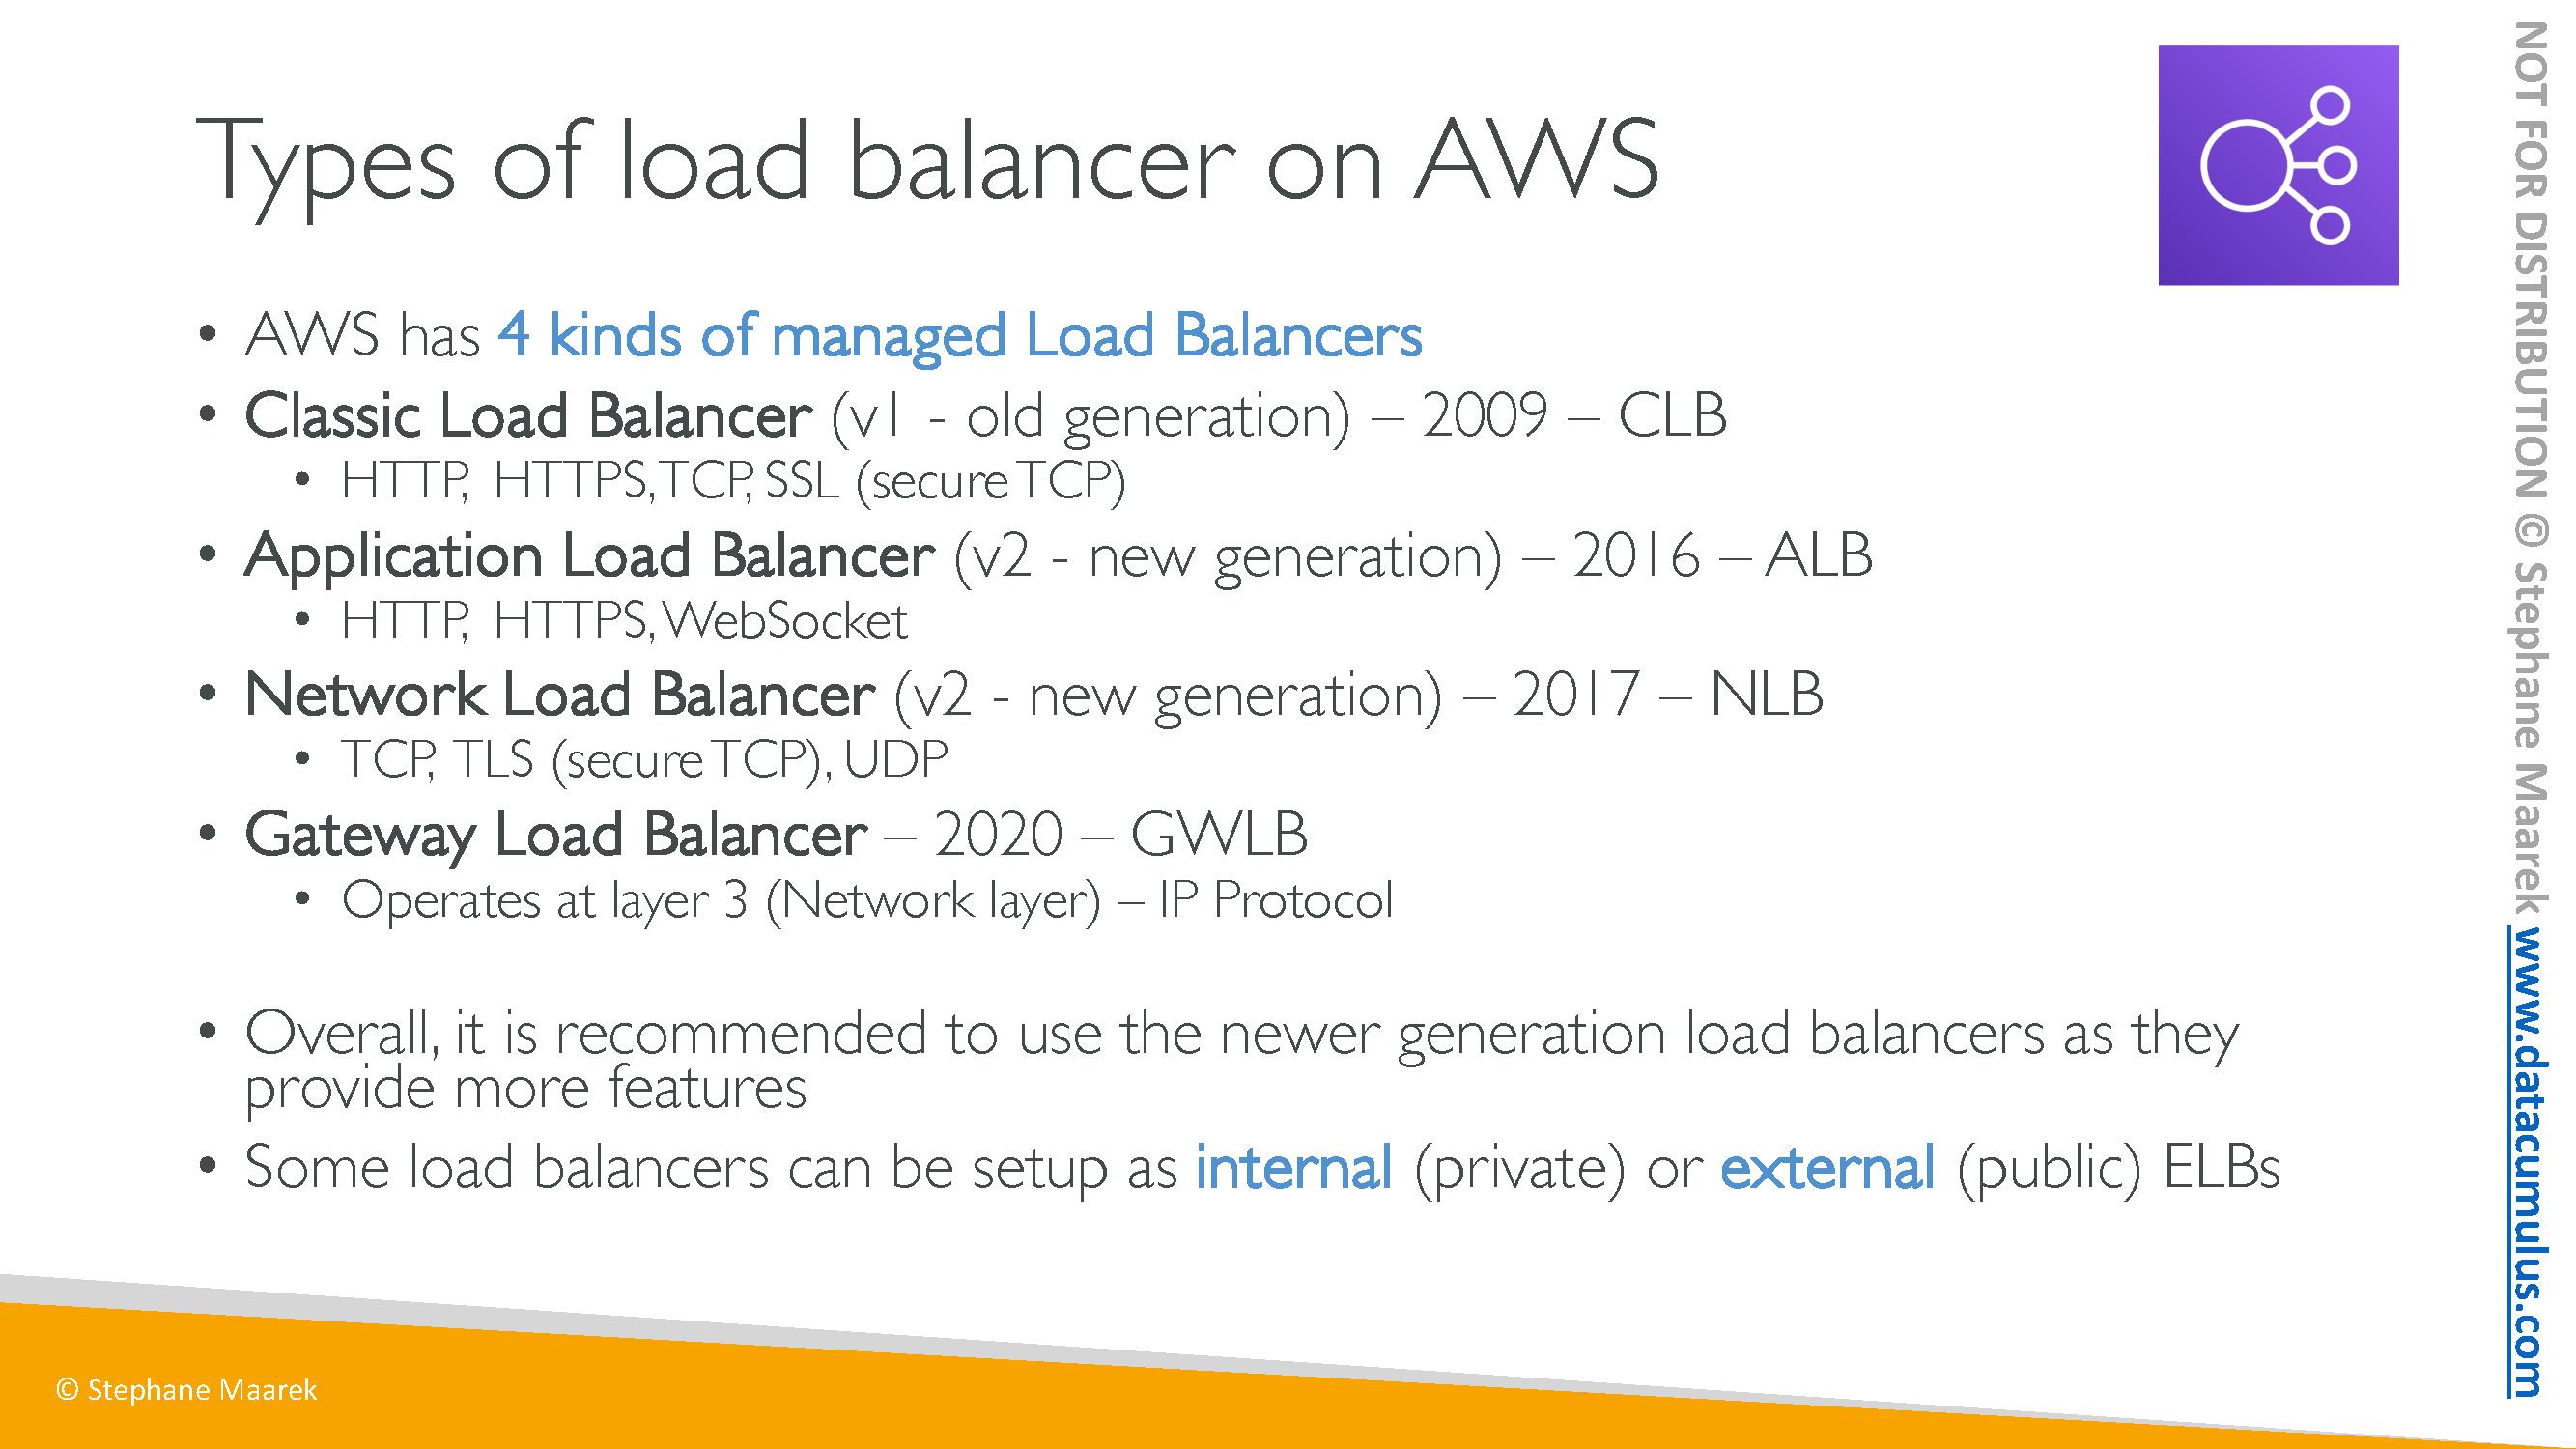 Types of load balancer on AWS
• AWS has 4 kinds of managed Load Balancers
• Classic Load Balancer (v1 - old generation) – 2009 – CLB
• HTTP, HTTPS, TCP, SSL (secure TCP)
• Application Load Balancer (v2 - new generation) – 2016 – ALB
• HTTP, HTTPS, WebSocket
• Network Load Balancer (v2 - new generation) – 2017 – NLB
• TCP, TLS (secure TCP), UDP
• Gateway Load Balancer – 2020 – GWLB
• Operates at layer 3 (Network layer) – IP Protocol
• Overall, it is recommended to use the newer generation load balancers as they
provide more features
• Some load balancers can be setup as internal (private) or external (public) ELBs
© Stephane Maarek
NOT FOR DISTRIBUTION © Stephane Maarek www.datacumulus.com